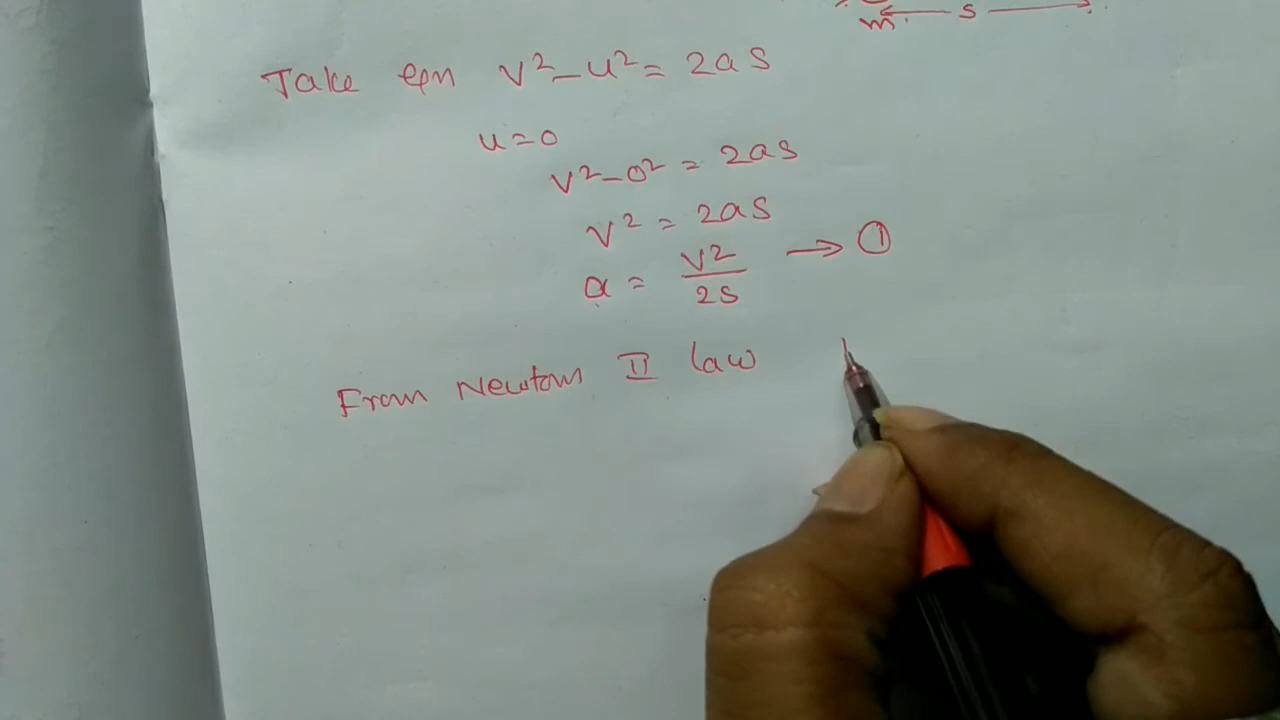 m. ← S →
Take eqn v² - u² = 2as
u = 0
v² - 0² = 2as
v² = 2as
a = v²/2s → ①
From Newton II law